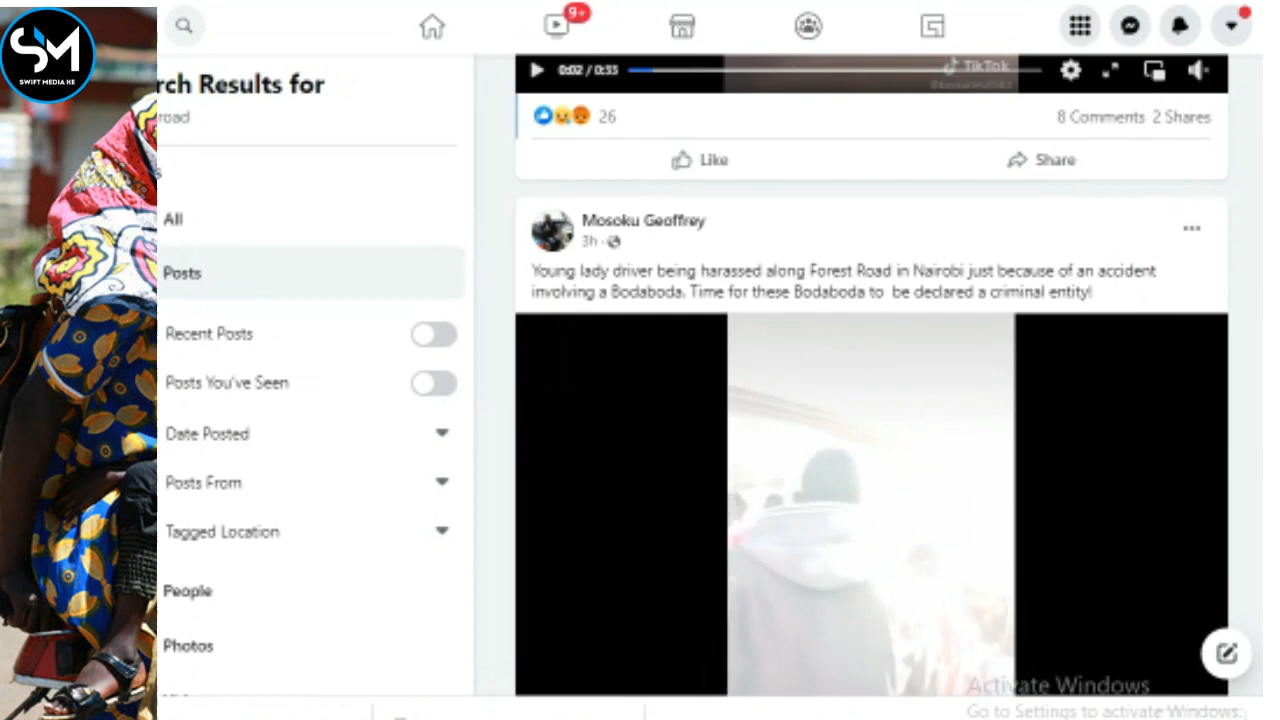 SM
SWIFT MEDIA KE
9+
rch Results for
road
s
All
Posts
Recent Posts
Posts You've Seen
Date Posted
Posts From
Tagged Location
People
Photos
0:02 / 0:33
TikTok
26
8 Comments 2 Shares
Like
Share
Mosoku Geoffrey
3h
Young lady driver being harassed along Forest Road in Nairobi just because of an accident
involving a Bodaboda. Time for these Bodaboda to be declared a criminal entity!
Activate Windows
Go to Settings to activate Windows.